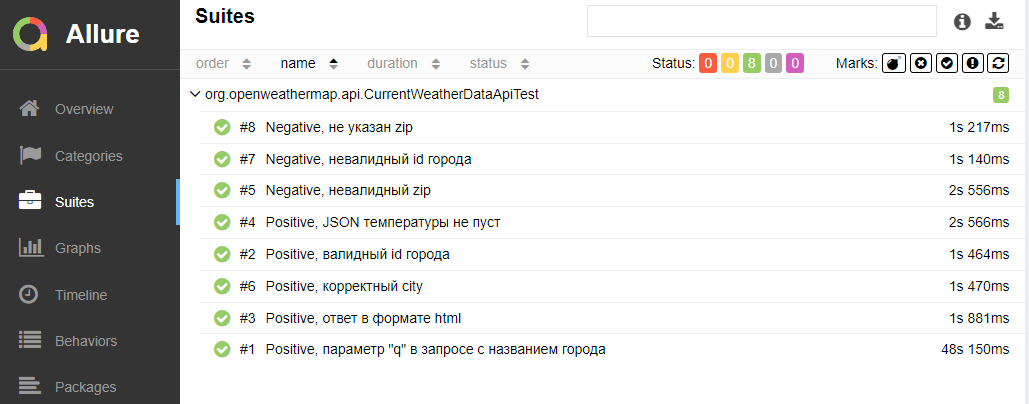 Allure
Overview
Categories
Suites
Graphs
Timeline
Behaviors
Packages
Suites
order name duration status Status: 0 0 8 0 0 Marks:
org.openweathermap.api.CurrentWeatherDataApiTest 8
#8 Negative, не указан zip 1s 217ms
#7 Negative, невалидный id города 1s 140ms
#5 Negative, невалидный zip 2s 556ms
#4 Positive, JSON температуры не пуст 2s 566ms
#2 Positive, валидный id города 1s 464ms
#6 Positive, корректный city 1s 470ms
#3 Positive, ответ в формате html 1s 881ms
#1 Positive, параметр "q" в запросе с названием города 48s 150ms